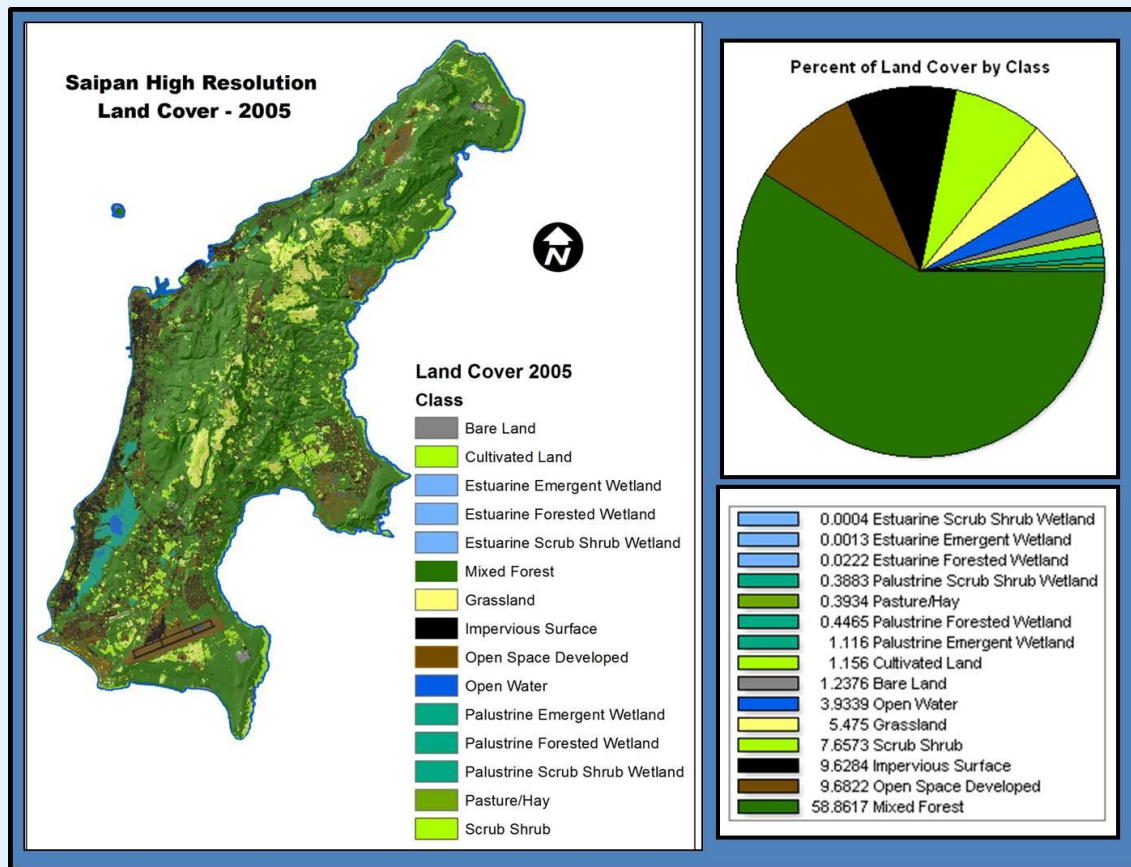 Saipan High Resolution
Land Cover - 2005
N
Land Cover 2005
Class
Bare Land
Cultivated Land
Estuarine Emergent Wetland
Estuarine Forested Wetland
Estuarine Scrub Shrub Wetland
Mixed Forest
Grassland
Impervious Surface
Open Space Developed
Open Water
Palustrine Emergent Wetland
Palustrine Forested Wetland
Palustrine Scrub Shrub Wetland
Pasture/Hay
Scrub Shrub
Percent of Land Cover by Class
0.0004 Estuarine Scrub Shrub Wetland
0.0013 Estuarine Emergent Wetland
0.0222 Estuarine Forested Wetland
0.3883 Palustrine Scrub Shrub Wetland
0.3934 Pasture/Hay
0.4465 Palustrine Forested Wetland
1.116 Palustrine Emergent Wetland
1.156 Cultivated Land
1.2376 Bare Land
3.9339 Open Water
5.475 Grassland
7.6573 Scrub Shrub
9.6284 Impervious Surface
9.6822 Open Space Developed
58.8617 Mixed Forest